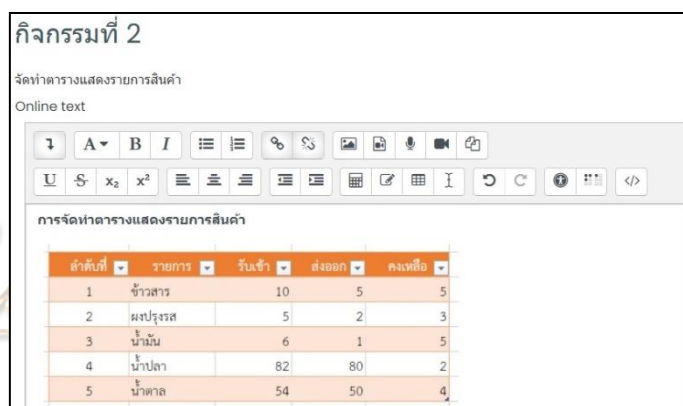 กิจกรรมที่ 2
จัดทำตารางแสดงรายการสินค้า
Online text
A B I
U S x₂ x² </>
การจัดทำตารางแสดงรายการสินค้า
ลำดับที่ รายการ รับเข้า ส่งออก คงเหลือ
1 ข้าวสาร 10 5 5
2 ผงปรุงรส 5 2 3
3 น้ำมัน 6 1 5
4 น้ำปลา 82 80 2
5 น้ำตาล 54 50 4